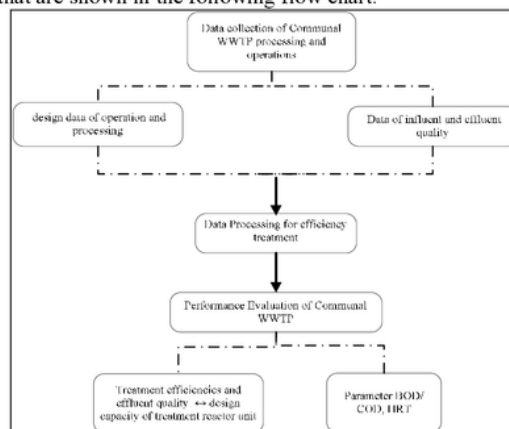 that are shown in the following flow chart.
Data collection of Communal
WWTP processing and
operations
design data of operation and
processing
Data of influent and effluent
quality
Data Processing for efficiency
treatment
Performance Evaluation of Communal
WWTP
Treatment efficiencies and
effluent quality ↔ design
capacity of treatment reactor unit
Parameter BOD/
COD, HRT